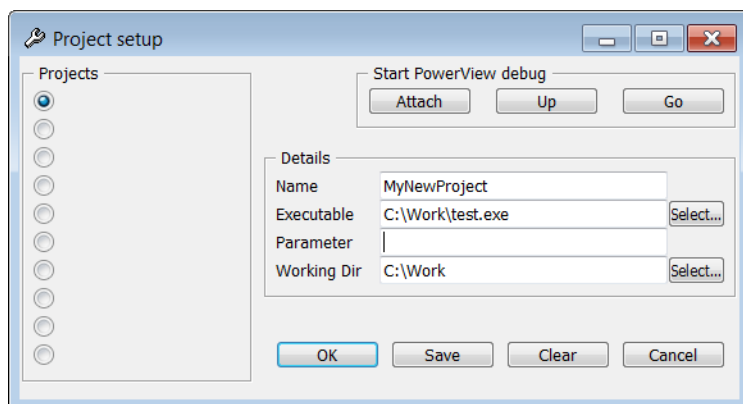 Project setup
Projects
Start PowerView debug
Attach Up Go
Details
Name MyNewProject
Executable C:\Work\test.exe Select...
Parameter
Working Dir C:\Work Select...
OK Save Clear Cancel